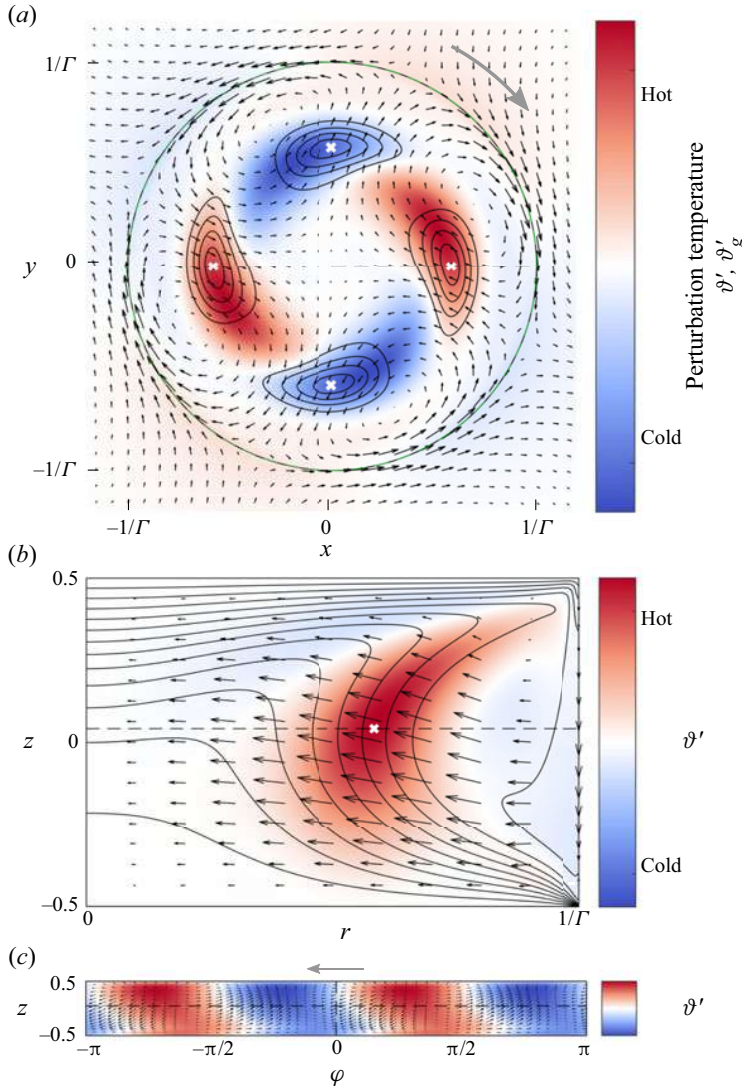 (a)
1/Γ
y
0
–1/Γ
–1/Γ
0
1/Γ
x
Hot
Cold
Perturbation temperature
ϑ′, ϑ′g
(b)
0.5
z
0
–0.5
0
r
1/Γ
Hot
ϑ′
Cold
(c)
0.5
z
–0.5
–π
–π/2
0
π/2
π
φ
ϑ′